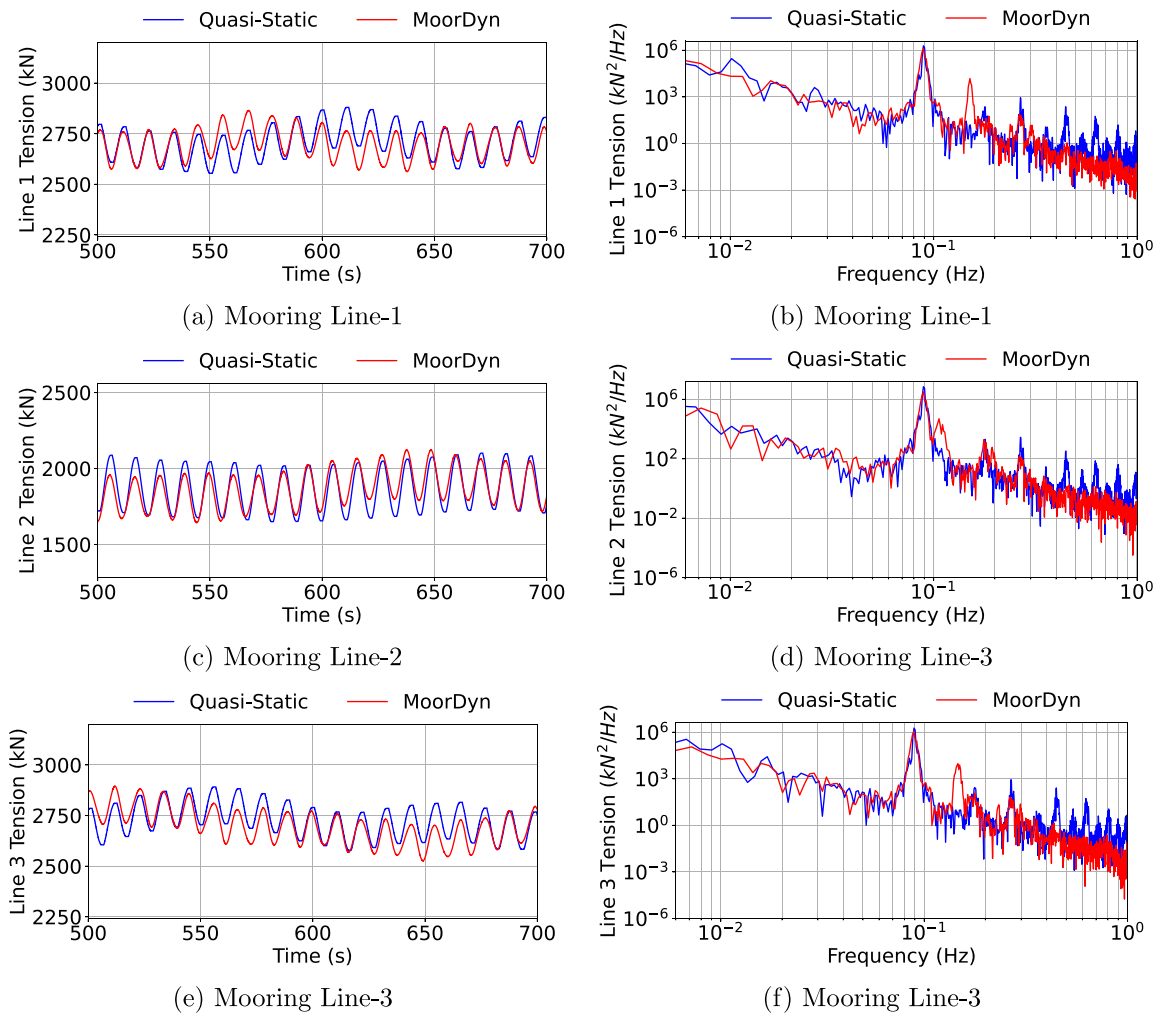 Quasi-Static MoorDyn
Line 1 Tension (kN)
3000
2750
2500
2250
500 550 600 650 700
Time (s)
(a) Mooring Line-1
Quasi-Static MoorDyn
Line 1 Tension (kN²/Hz)
10⁶
10³
10⁰
10⁻³
10⁻⁶
10⁻² 10⁻¹ 10⁰
Frequency (Hz)
(b) Mooring Line-1
Quasi-Static MoorDyn
Line 2 Tension (kN)
2500
2000
1500
500 550 600 650 700
Time (s)
(c) Mooring Line-2
Quasi-Static MoorDyn
Line 2 Tension (kN²/Hz)
10⁶
10²
10⁻²
10⁻⁶
10⁻² 10⁻¹ 10⁰
Frequency (Hz)
(d) Mooring Line-3
Quasi-Static MoorDyn
Line 3 Tension (kN)
3000
2750
2500
2250
500 550 600 650 700
Time (s)
(e) Mooring Line-3
Quasi-Static MoorDyn
Line 3 Tension (kN²/Hz)
10⁶
10³
10⁰
10⁻³
10⁻⁶
10⁻² 10⁻¹ 10⁰
Frequency (Hz)
(f) Mooring Line-3